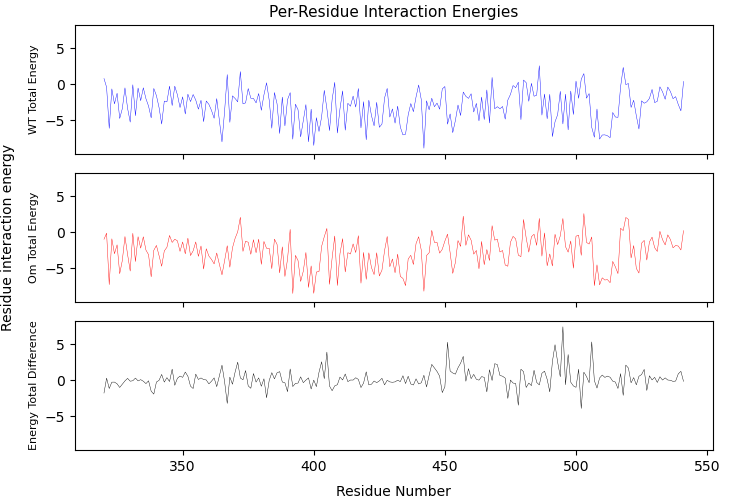 Per-Residue Interaction Energies
Residue interaction energy
WT Total Energy
5
0
−5
Om Total Energy
5
0
−5
Energy Total Difference
5
0
−5
350
400
450
500
550
Residue Number